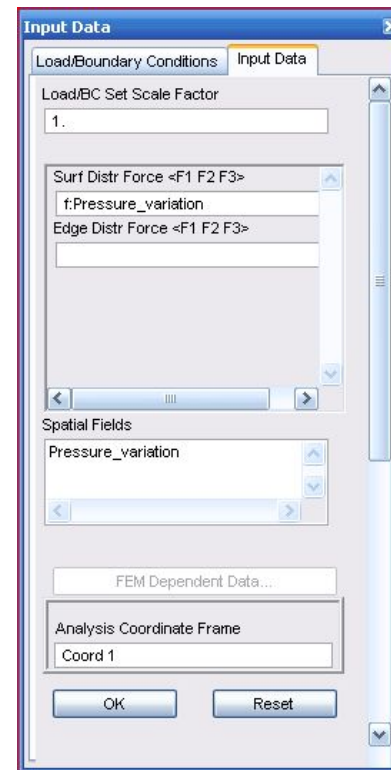 Input Data
Load/Boundary Conditions
Input Data
Load/BC Set Scale Factor
1.
Surf Distr Force <F1 F2 F3>
f:Pressure_variation
Edge Distr Force <F1 F2 F3>
Spatial Fields
Pressure_variation
FEM Dependent Data...
Analysis Coordinate Frame
Coord 1
OK
Reset